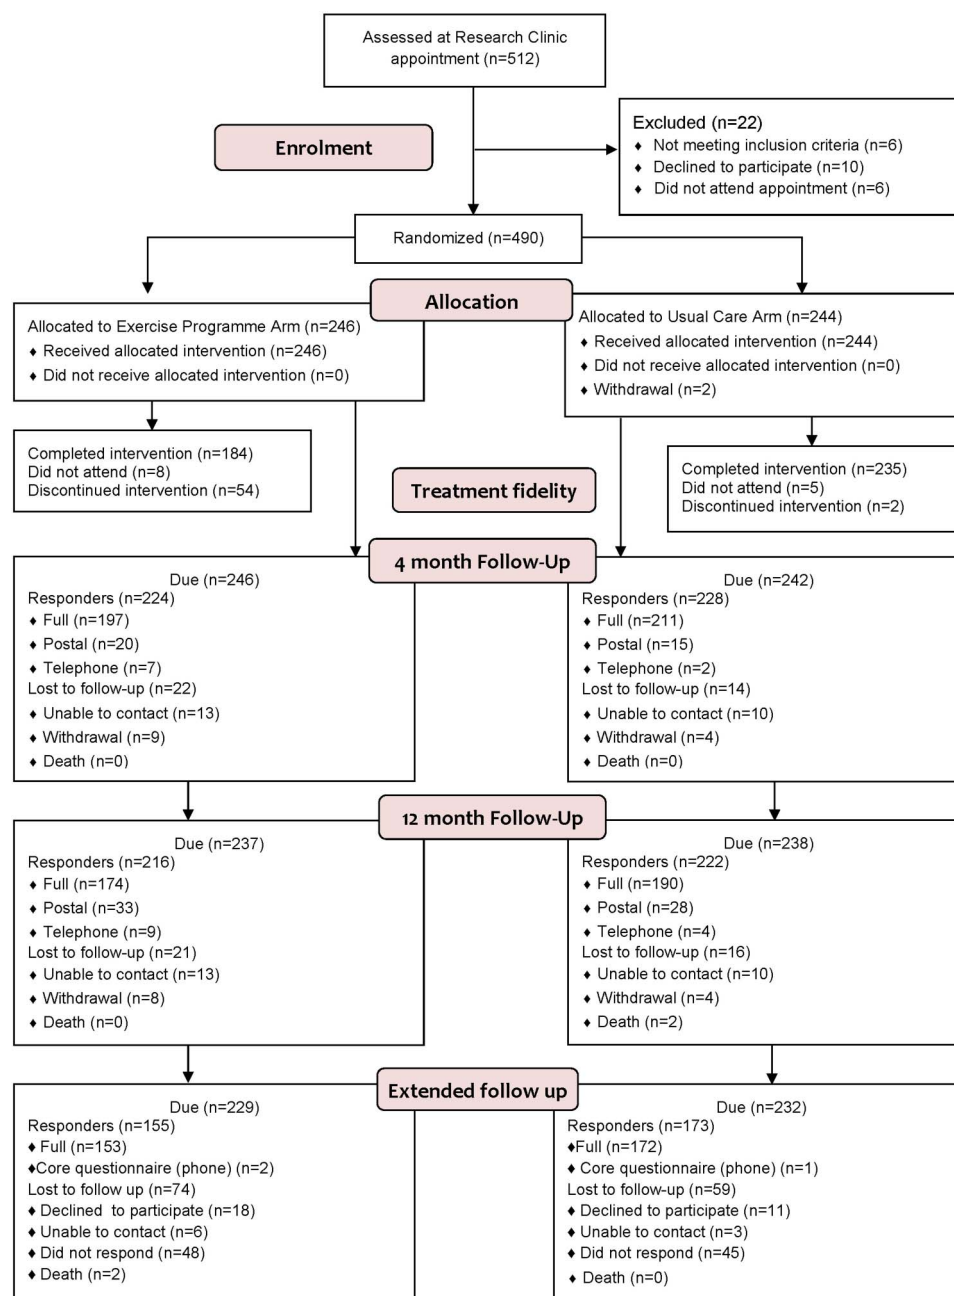 Assessed at Research Clinic
appointment (n=512)
Enrolment
Excluded (n=22)
♦ Not meeting inclusion criteria (n=6)
♦ Declined to participate (n=10)
♦ Did not attend appointment (n=6)
Randomized (n=490)
Allocation
Allocated to Exercise Programme Arm (n=246)
♦ Received allocated intervention (n=246)
♦ Did not receive allocated intervention (n=0)
Allocated to Usual Care Arm (n=244)
♦ Received allocated intervention (n=244)
♦ Did not receive allocated intervention (n=0)
♦ Withdrawal (n=2)
Completed intervention (n=184)
Did not attend (n=8)
Discontinued intervention (n=54)
Completed intervention (n=235)
Did not attend (n=5)
Discontinued intervention (n=2)
Treatment fidelity
4 month Follow-Up
Due (n=246)
Responders (n=224)
♦ Full (n=197)
♦ Postal (n=20)
♦ Telephone (n=7)
Lost to follow-up (n=22)
♦ Unable to contact (n=13)
♦ Withdrawal (n=9)
♦ Death (n=0)
Due (n=242)
Responders (n=228)
♦ Full (n=211)
♦ Postal (n=15)
♦ Telephone (n=2)
Lost to follow-up (n=14)
♦ Unable to contact (n=10)
♦ Withdrawal (n=4)
♦ Death (n=0)
12 month Follow-Up
Due (n=237)
Responders (n=216)
♦ Full (n=174)
♦ Postal (n=33)
♦ Telephone (n=9)
Lost to follow-up (n=21)
♦ Unable to contact (n=13)
♦ Withdrawal (n=8)
♦ Death (n=0)
Due (n=238)
Responders (n=222)
♦ Full (n=190)
♦ Postal (n=28)
♦ Telephone (n=4)
Lost to follow-up (n=16)
♦ Unable to contact (n=10)
♦ Withdrawal (n=4)
♦ Death (n=2)
Extended follow up
Due (n=229)
Responders (n=155)
♦ Full (n=153)
♦Core questionnaire (phone) (n=2)
Lost to follow up (n=74)
♦ Declined to participate (n=18)
♦ Unable to contact (n=6)
♦ Did not respond (n=48)
♦ Death (n=2)
Due (n=232)
Responders (n=173)
♦Full (n=172)
♦ Core questionnaire (phone) (n=1)
Lost to follow-up (n=59)
♦ Declined to participate (n=11)
♦ Unable to contact (n=3)
♦ Did not respond (n=45)
♦ Death (n=0)